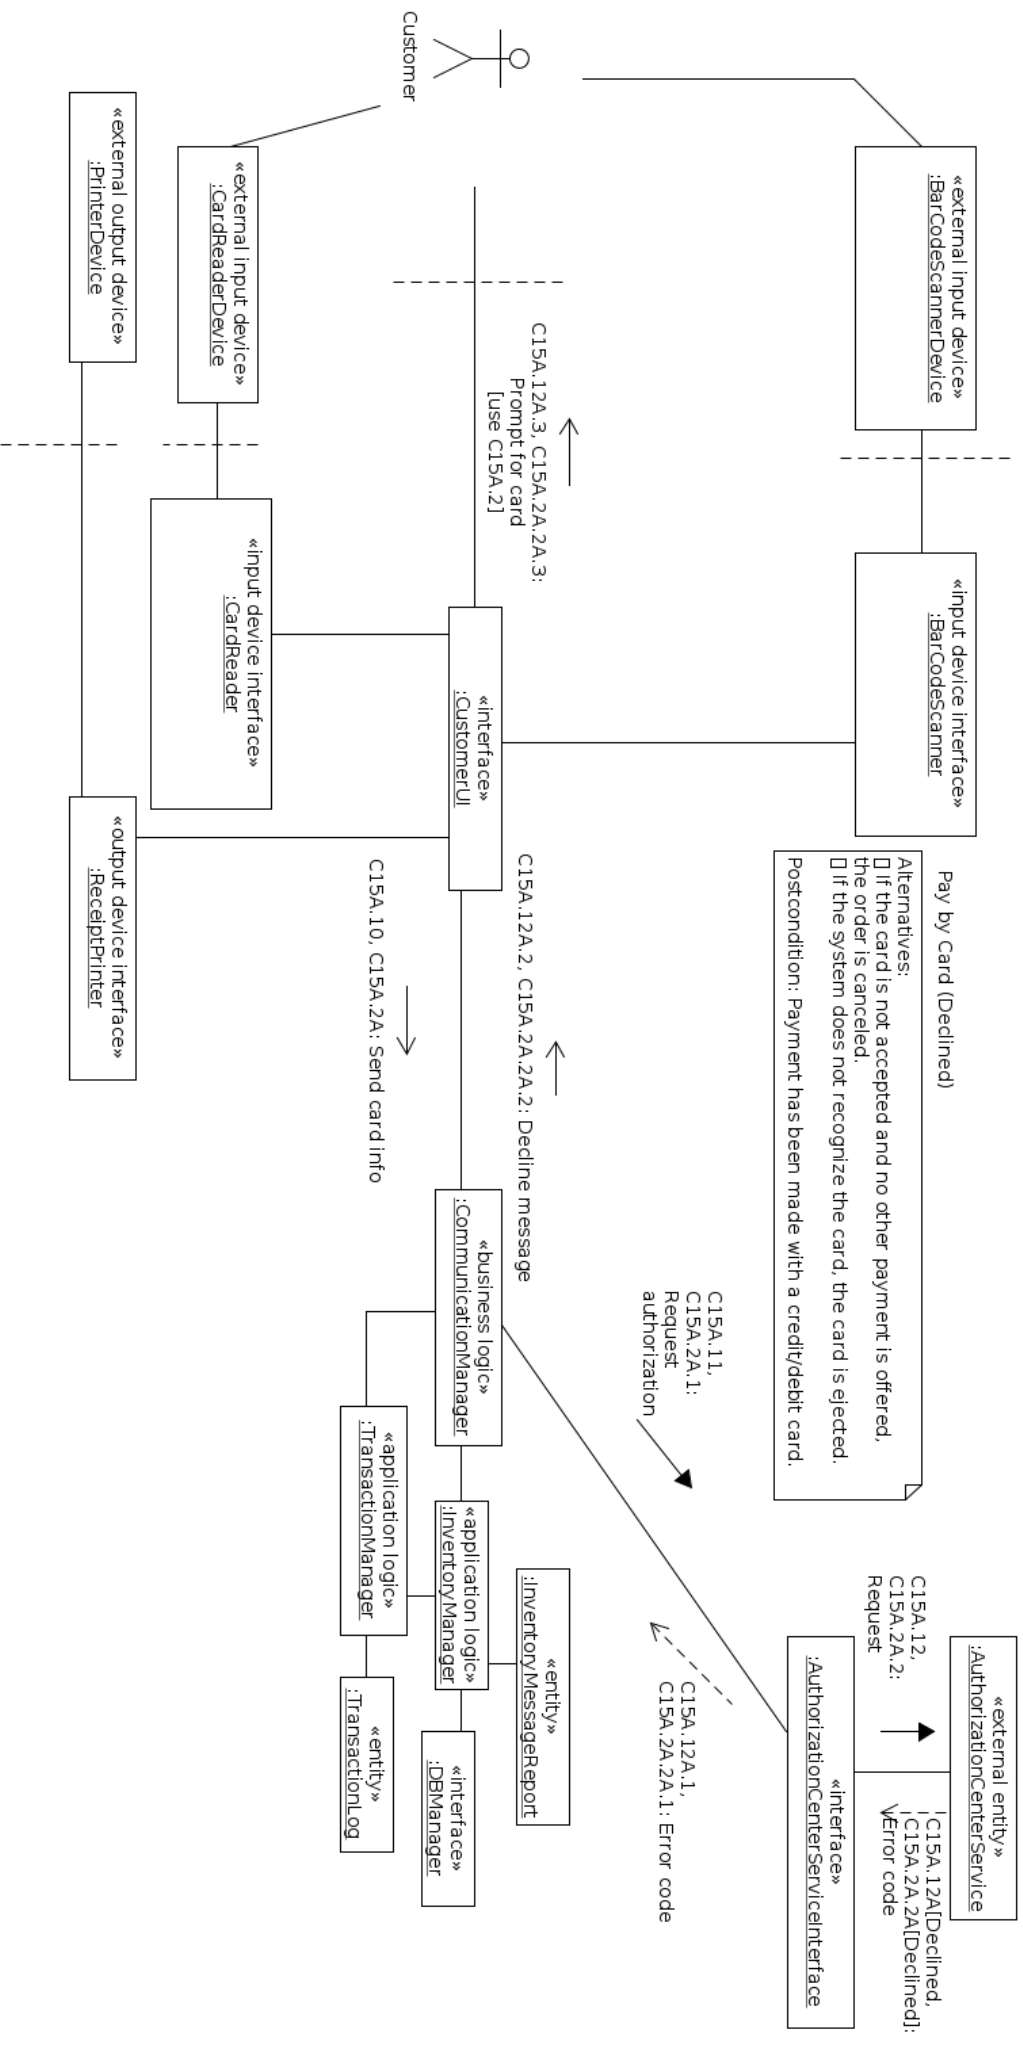 Pay by Card (Declined)
Alternatives:
▯ If the card is not accepted and no other payment is offered,
the order is canceled.
▯ If the system does not recognize the card, the card is ejected.
Postcondition: Payment has been made with a credit/debit card.
«external input device»
:BarCodeScannerDevice
«input device interface»
:BarCodeScanner
«external entity»
:AuthorizationCenterService
C15A.12,
C15A.2A.2:
Request
C15A.12A[Declined,
C15A.2A.2A[Declined]:
Error code
«interface»
:AuthorizationCenterServiceInterface
C15A.11,
C15A.2A.1:
Request
authorization
C15A.12A.1,
C15A.2A.2A.1: Error code
Customer
C15A.12A.3, C15A.2A.2A.3:
Prompt for card
[use C15A.2]
«interface»
:CustomerUI
C15A.12A.2, C15A.2A.2A.2: Decline message
C15A.10, C15A.2A: Send card info
«business logic»
:CommunicationManager
«entity»
:InventoryMessageReport
«application logic»
:InventoryManager
«interface»
:DBManager
«application logic»
:TransactionManager
«entity»
:TransactionLog
«external input device»
:CardReaderDevice
«input device interface»
:CardReader
«external output device»
:PrinterDevice
«output device interface»
:ReceiptPrinter